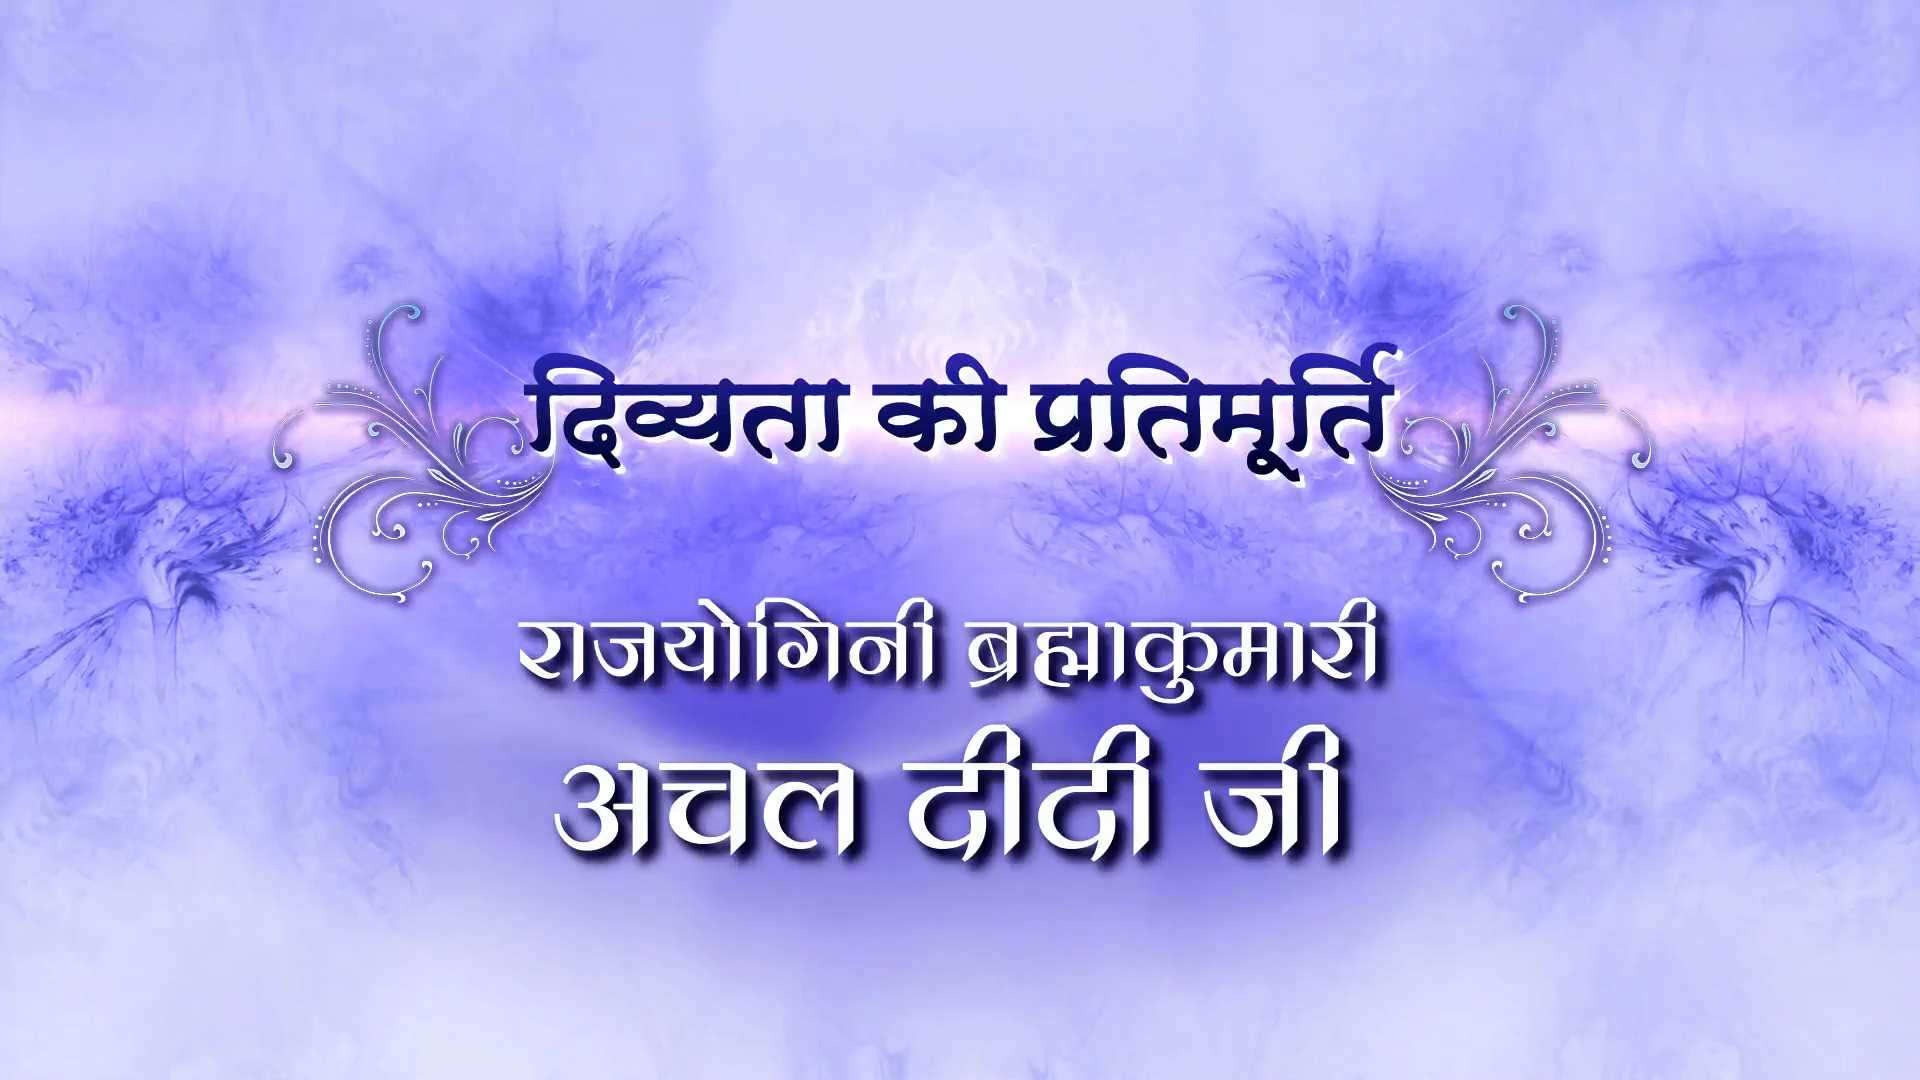 दिव्यता की प्रतिमूर्ति
राजयोगिनी ब्रह्माकुमारी
अचल दीदी जी